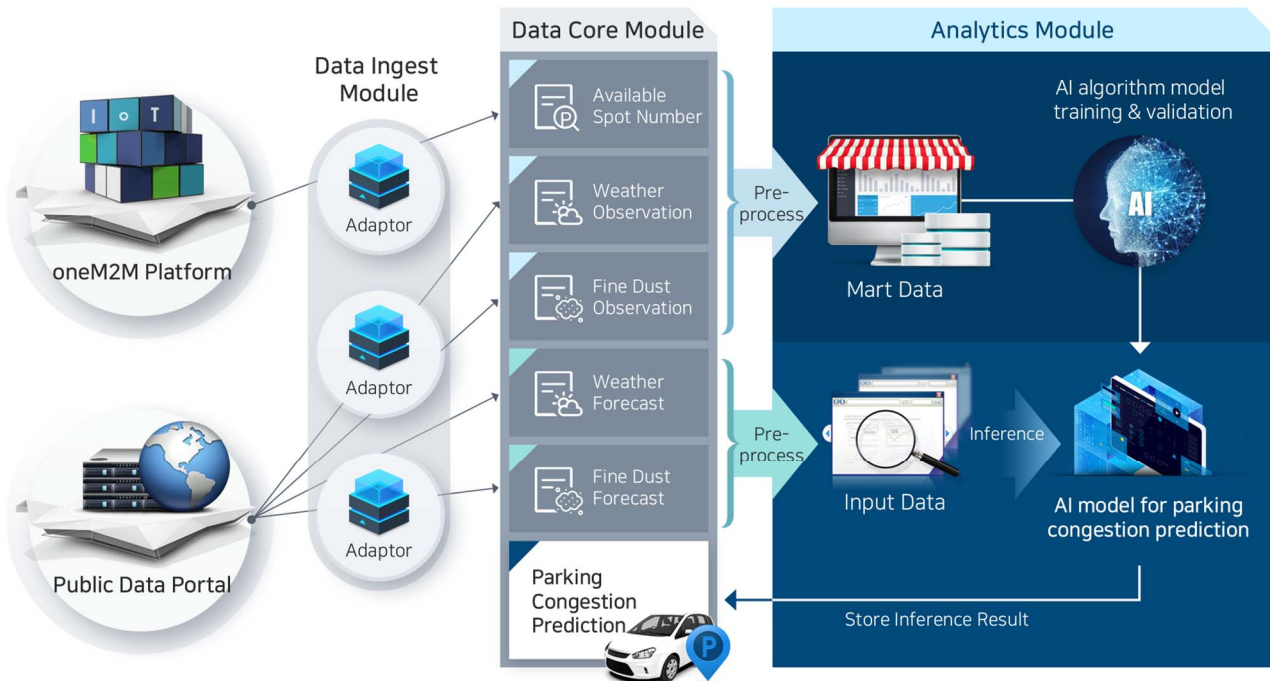 Data Ingest
Module
IoT
oneM2M Platform
Public Data Portal
Adaptor
Adaptor
Adaptor
Data Core Module
Available
Spot Number
Weather
Observation
Fine Dust
Observation
Weather
Forecast
Fine Dust
Forecast
Parking
Congestion
Prediction
P
Pre-
process
Pre-
process
Analytics Module
AI algorithm model
training & validation
AI
Mart Data
Input Data
Inference
AI model for parking
congestion prediction
Store Inference Result